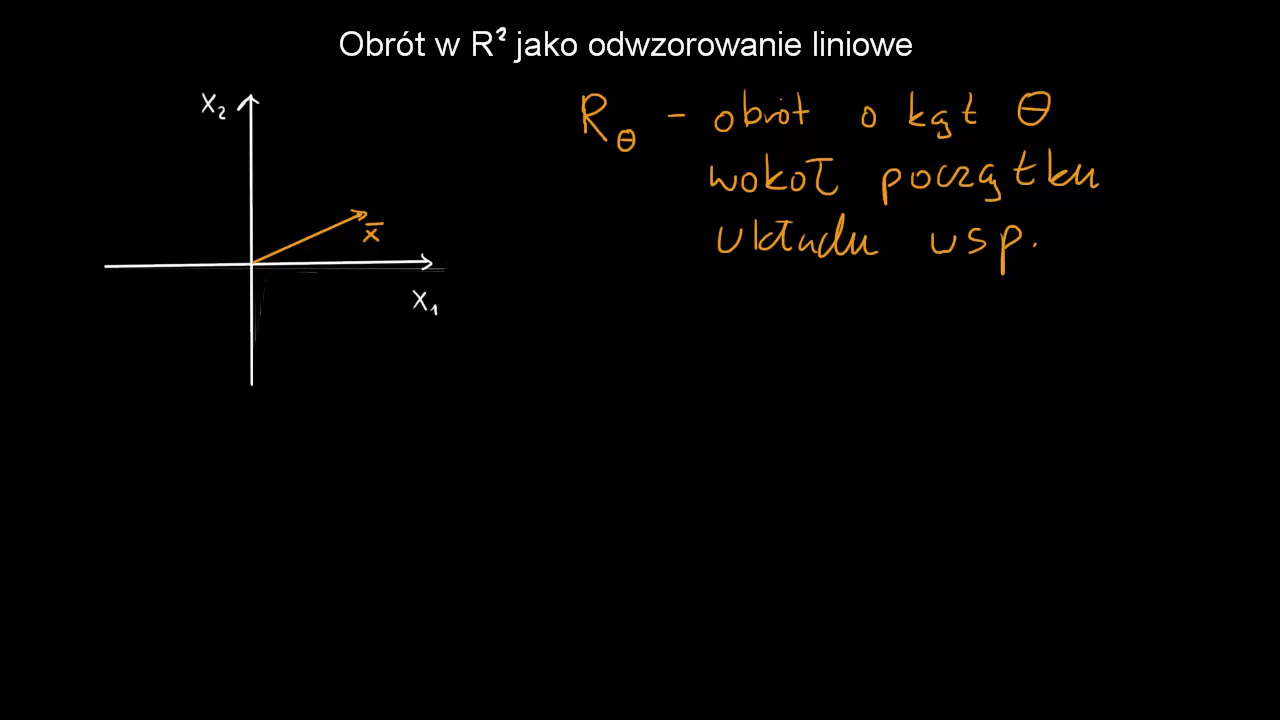 Obrót w R² jako odwzorowanie liniowe
x₂
R_θ - obrót o kąt θ
wokół początku
układu wsp.
x̄
x₁